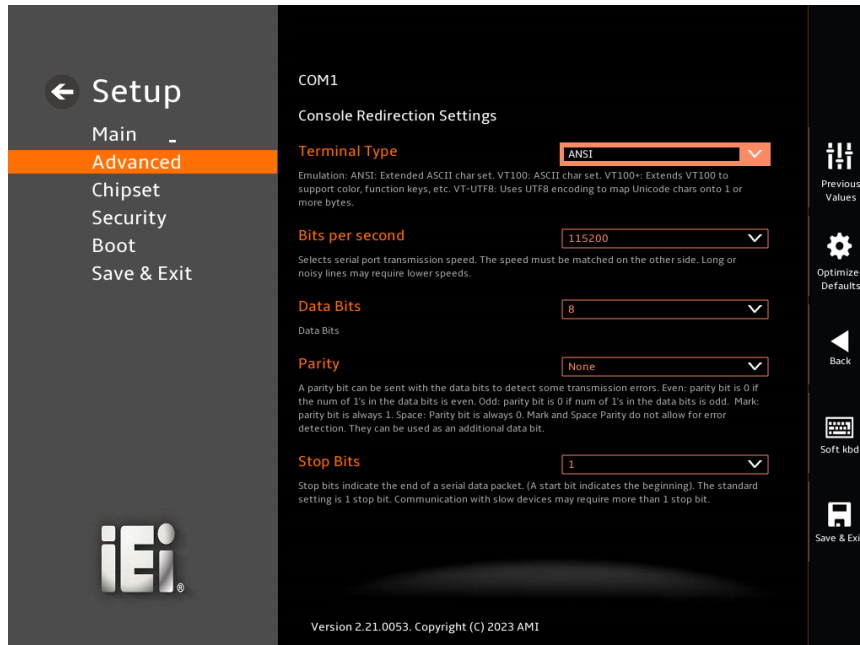 Setup
Main
Advanced
Chipset
Security
Boot
Save & Exit
iEi®
COM1
Console Redirection Settings
Terminal Type
ANSI
Emulation: ANSI: Extended ASCII char set. VT100: ASCII char set. VT100+: Extends VT100 to
support color, function keys, etc. VT-UTF8: Uses UTF8 encoding to map Unicode chars onto 1 or
more bytes.
Bits per second
115200
Selects serial port transmission speed. The speed must be matched on the other side. Long or
noisy lines may require lower speeds.
Data Bits
8
Data Bits
Parity
None
A parity bit can be sent with the data bits to detect some transmission errors. Even: parity bit is 0 if
the num of 1's in the data bits is even. Odd: parity bit is 0 if num of 1's in the data bits is odd. Mark:
parity bit is always 1. Space: Parity bit is always 0. Mark and Space Parity do not allow for error
detection. They can be used as an additional data bit.
Stop Bits
1
Stop bits indicate the end of a serial data packet. (A start bit indicates the beginning). The standard
setting is 1 stop bit. Communication with slow devices may require more than 1 stop bit.
Version 2.21.0053. Copyright (C) 2023 AMI
Previous
Values
Optimize
Defaults
Back
Soft kbd
Save & Exi